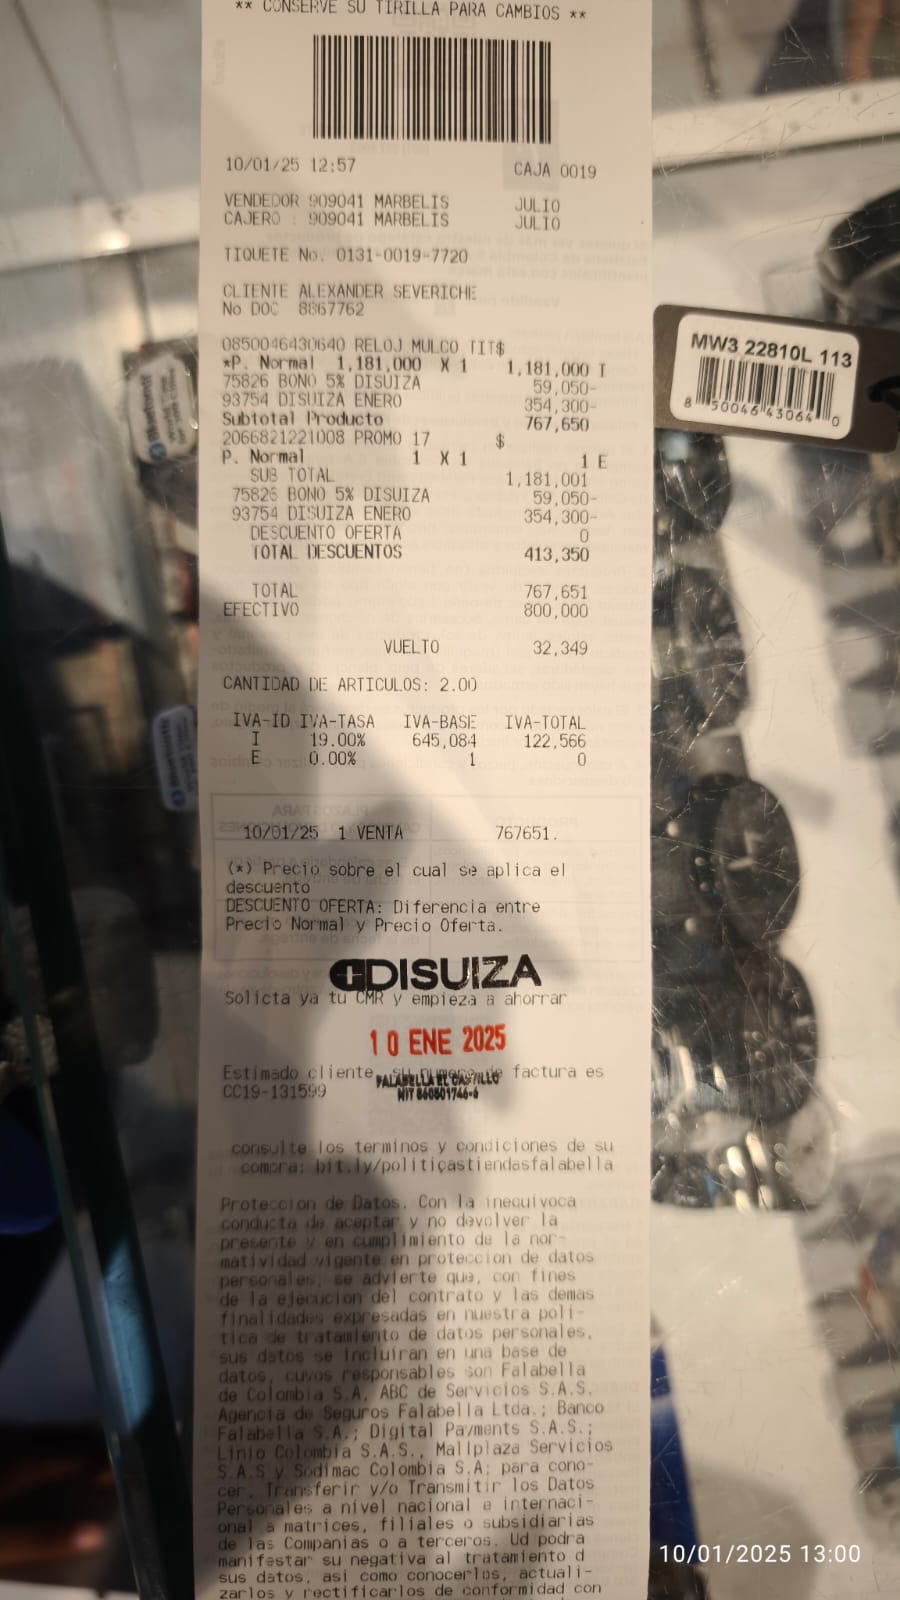 ** CONSERVE SU TIRILLA PARA CAMBIOS **
10/01/25 12:57 CAJA 0019
VENDEDOR 909041 MARBELIS JULIO
CAJERO : 909041 MARBELIS JULIO
TIQUETE No. 0131-0019-7720
CLIENTE ALEXANDER SEVERICHE
No DOC 8867762
0850046430640 RELOJ MULCO TIT$
*P. Normal 1,181,000 X 1 1,181,000 I
75826 BONO 5% DISUIZA 59,050-
93754 DISUIZA ENERO 354,300-
Subtotal Producto 767,650
2066821221008 PROMO 17 $
P. Normal 1 X 1 1 E
SUB TOTAL 1,181,001
75826 BONO 5% DISUIZA 59,050-
93754 DISUIZA ENERO 354,300-
DESCUENTO OFERTA 0
TOTAL DESCUENTOS 413,350
TOTAL 767,651
EFECTIVO 800,000
VUELTO 32,349
CANTIDAD DE ARTICULOS: 2.00
IVA-ID IVA-TASA IVA-BASE IVA-TOTAL
I 19.00% 645,084 122,566
E 0.00% 1 0
10/01/25 1 VENTA 767651.
(*) Precio sobre el cual se aplica el
descuento
DESCUENTO OFERTA: Diferencia entre
Precio Normal y Precio Oferta.
DISUIZA
Solicta ya tu CMR y empieza a ahorrar
10 ENE 2025
Estimado cliente su numero de factura es
FALABELLA EL CASTILLO
CC19-131599
NIT 860501746-6
consulte los terminos y condiciones de su
compra: bit.ly/politicastiendasfalabella
Proteccion de Datos. Con la inequivoca
conducta de aceptar y no devolver la
presente y en cumplimiento de la nor-
matividad vigente en proteccion de datos
personales, se advierte que, con fines
de la ejecucion del contrato y las demas
finalidades expresadas en nuestra poli-
tica de tratamiento de datos personales,
sus datos se incluiran en una base de
datos, cuyos responsables son Falabella
de Colombia S.A, ABC de Servicios S.A.S.
Agencia de Seguros Falabella Ltda.; Banco
Falabella S.A.; Digital Payments S.A.S.;
Linio Colombia S.A.S., Mallplaza Servicios
S.A.S y Sodimac Colombia S.A; para cono-
cer, Transferir y/o Transmitir los Datos
Personales a nivel nacional e internaci-
onal a matrices, filiales o subsidiarias
de las Companias o a terceros. Ud podra
manifestar su negativa al tratamiento d
sus datos, asi como conocerlos, actuali-
zarlos y rectificarlos de conformidad con
MW3 22810L 113
8 50046 43064 0
Bluetooth
Bluetooth
10/01/2025 13:00